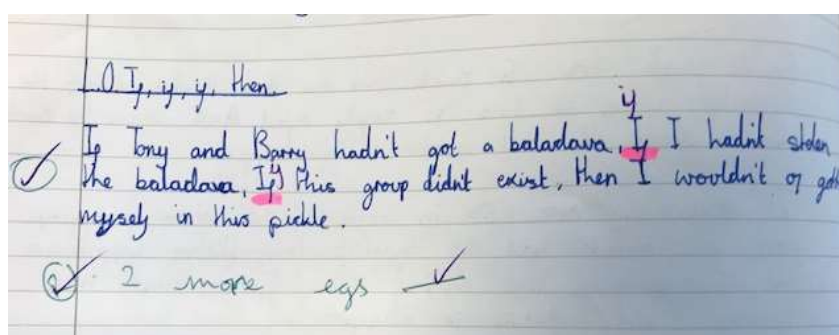 L.O If, if, if, then.
if
If Tony and Barry hadn't got a baladava, If I hadn't stolen
the baladava, If this group didn't exist, then I wouldn't of
myself in this pickle.
2 more egs